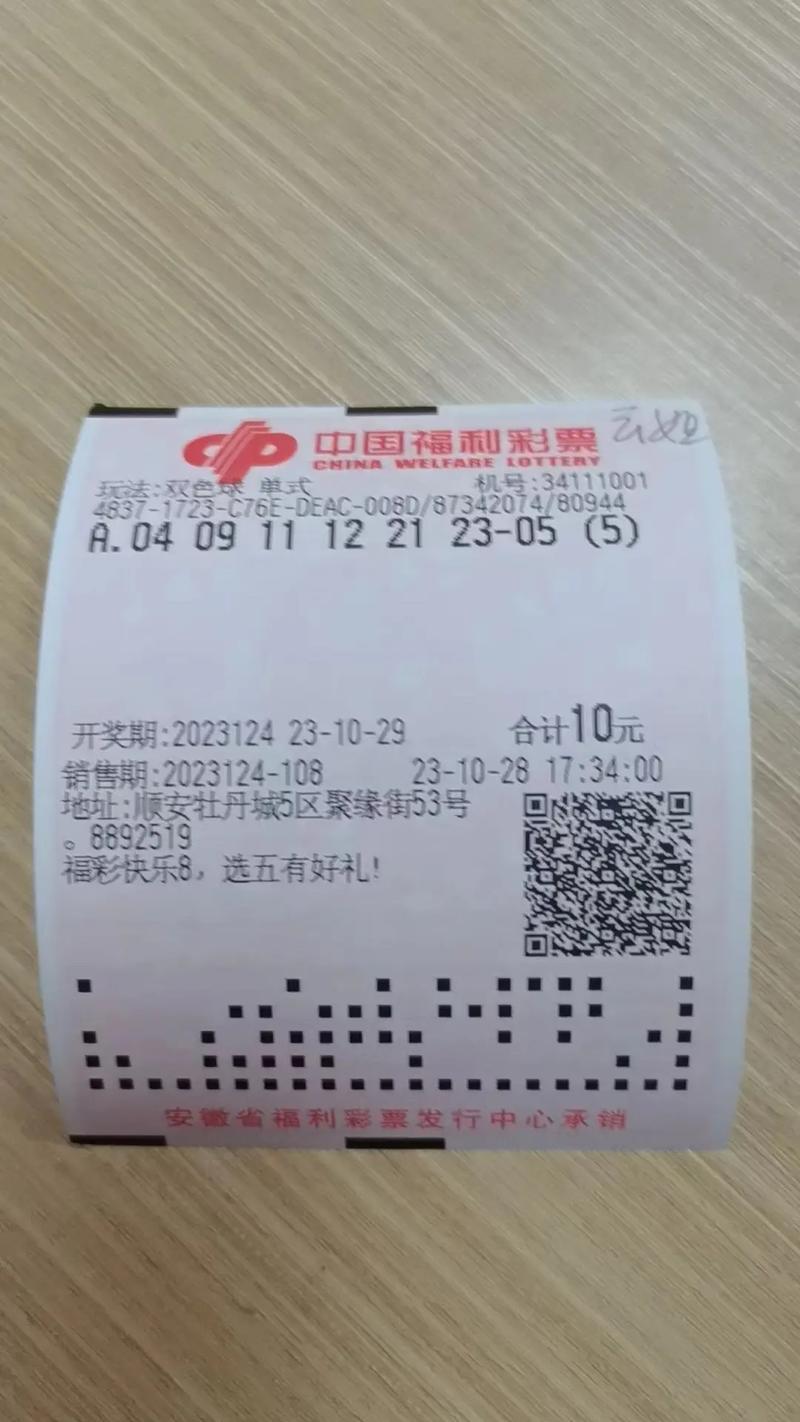 中国福利彩票
CHINA WELFARE LOTTERY
玩法:双色球 单式 机号:34111001
4837-1723-C76E-DEAC-008D/87342074/80944
A.04 09 11 12 21 23-05 (5)
开奖期:2023124 23-10-29 合计10元
销售期:2023124-108 23-10-28 17:34:00
地址:顺安牡丹城5区聚缘街53号
。8892519
福彩快乐8，选五有好礼!
安徽省福利彩票发行中心承销